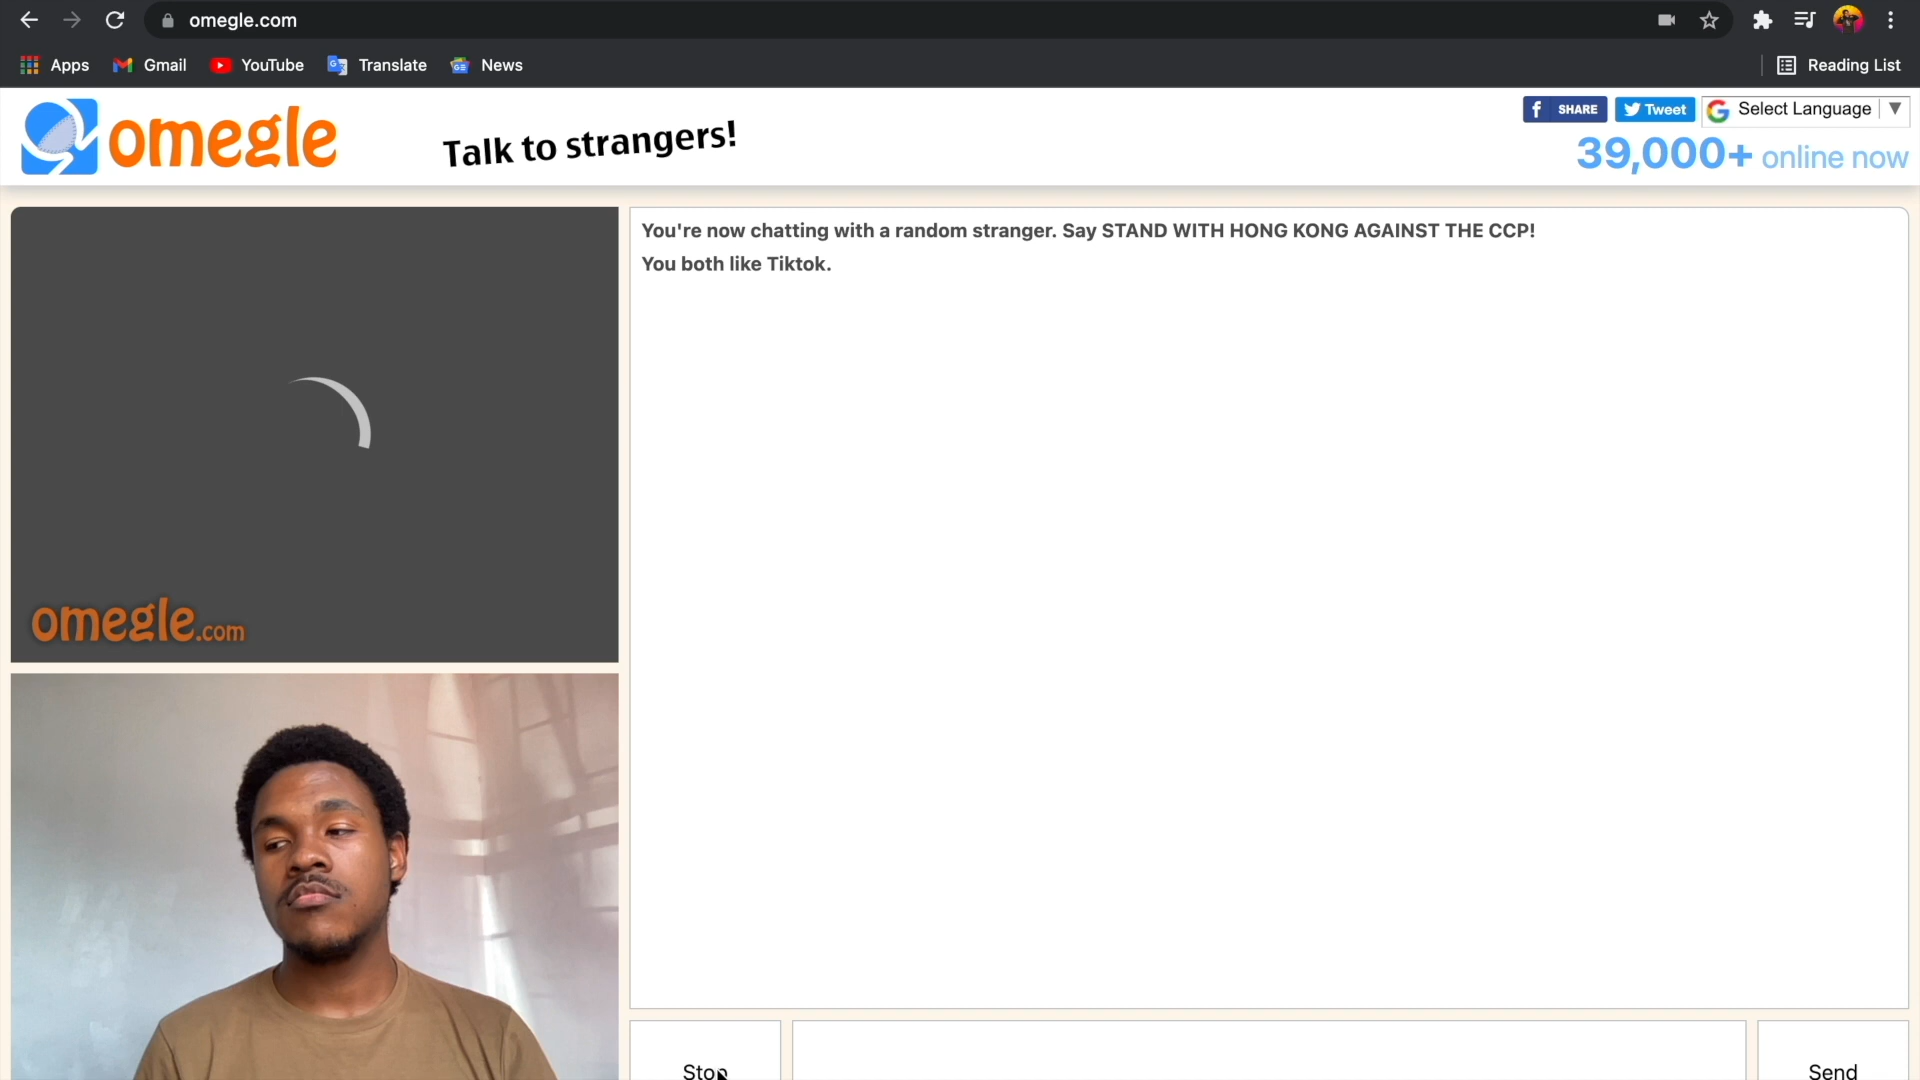 omegle.com
Apps
Gmail
YouTube
Translate
News
Reading List
omegle
Talk to strangers!
f SHARE
Tweet
G Select Language ▼
39,000+ online now
You're now chatting with a random stranger. Say STAND WITH HONG KONG AGAINST THE CCP!
You both like Tiktok.
omegle.com
Stop
Send